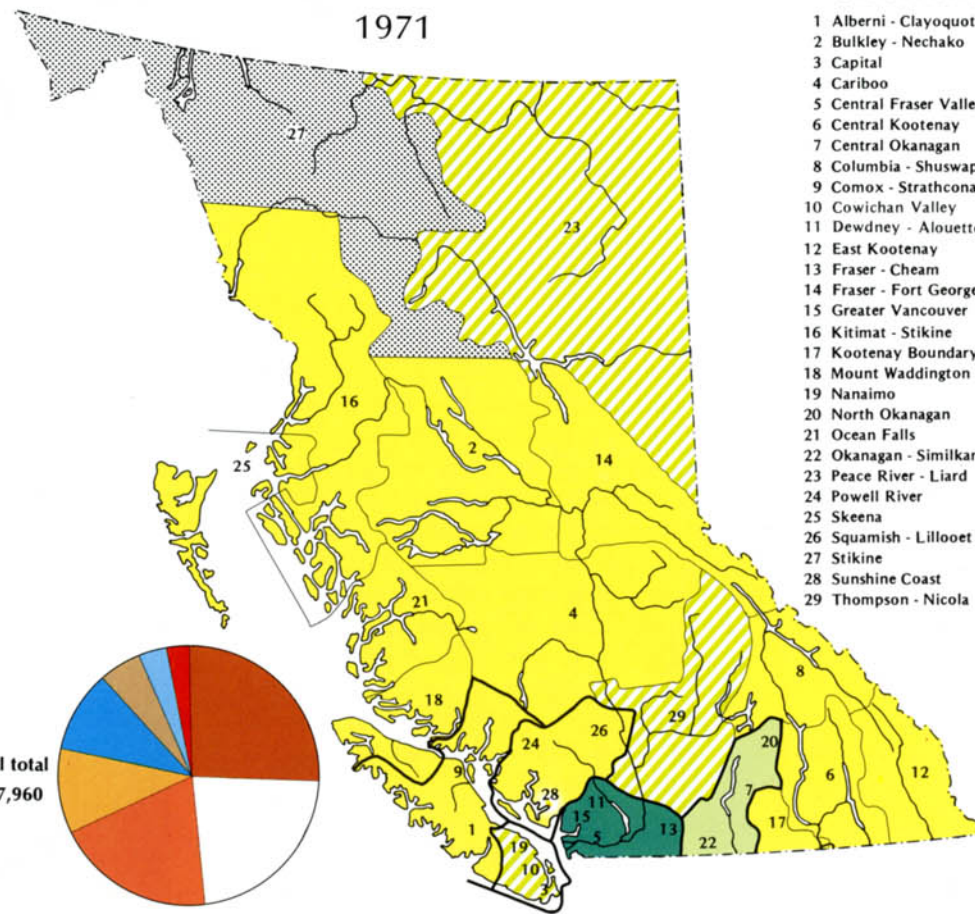 1971
1 Alberni - Clayoquot
2 Bulkley - Nechako
3 Capital
4 Cariboo
5 Central Fraser Valle
6 Central Kootenay
7 Central Okanagan
8 Columbia - Shuswap
9 Comox - Strathcona
10 Cowichan Valley
11 Dewdney - Alouette
12 East Kootenay
13 Fraser - Cheam
14 Fraser - Fort George
15 Greater Vancouver
16 Kitimat - Stikine
17 Kootenay Boundary
18 Mount Waddington
19 Nanaimo
20 North Okanagan
21 Ocean Falls
22 Okanagan - Similkan
23 Peace River - Liard
24 Powell River
25 Skeena
26 Squamish - Lillooet
27 Stikine
28 Sunshine Coast
29 Thompson - Nicola
27
23
16
25
2
14
21
4
18
8
29
24
26
20
9
28
7
6
12
11
15
1
5
13
22
17
19
10
3
l total
7,960